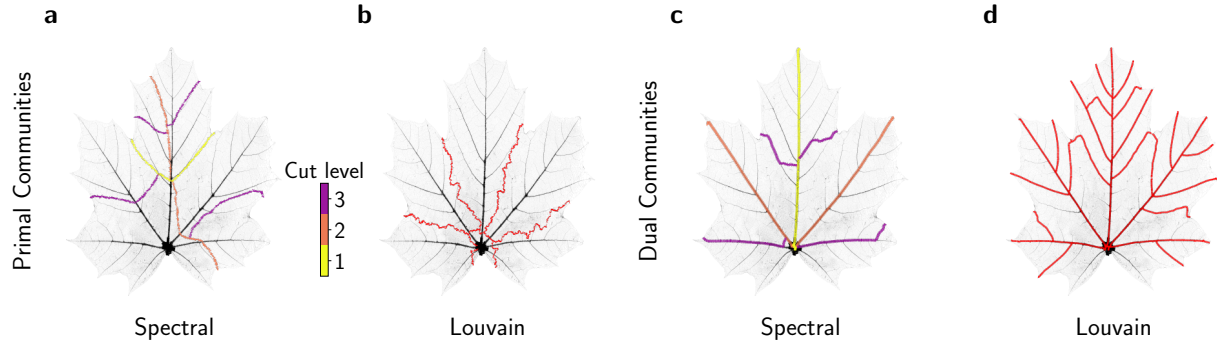 a
b
c
d
Primal Communities
Cut level
3
2
1
Dual Communities
Spectral
Louvain
Spectral
Louvain